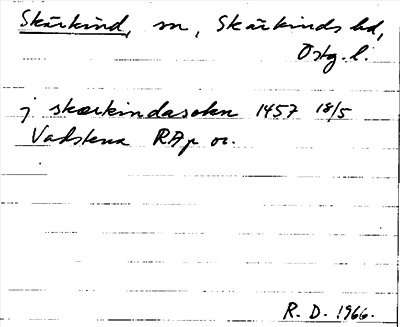 Skärkind, sn, Skärkinds hd,
Östg. l.
j skærkindasokn 1457 18/5
Vadstena RAp or.
R. D. 1966.